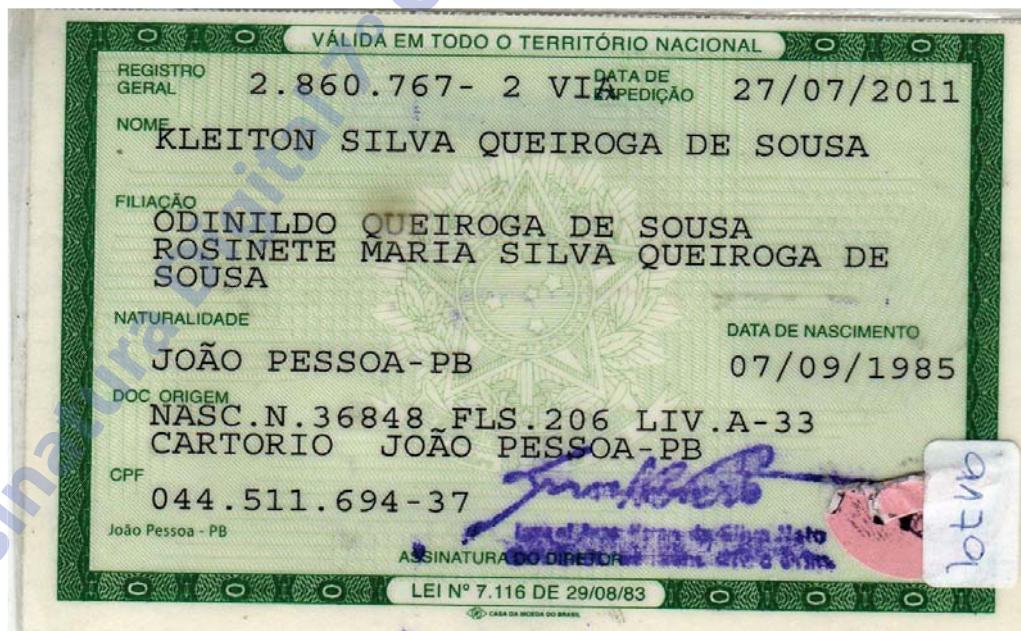 VÁLIDA EM TODO O TERRITÓRIO NACIONAL
REGISTRO GERAL 2.860.767- 2 VIA DATA DE EXPEDIÇÃO 27/07/2011
NOME KLEITON SILVA QUEIROGA DE SOUSA
FILIAÇÃO
ODINILDO QUEIROGA DE SOUSA
ROSINETE MARIA SILVA QUEIROGA DE
SOUSA
NATURALIDADE DATA DE NASCIMENTO
JOÃO PESSOA-PB 07/09/1985
DOC ORIGEM
NASC.N.36848 FLS.206 LIV.A-33
CARTORIO JOÃO PESSOA-PB
CPF
044.511.694-37
João Pessoa - PB
ASSINATURA DO DIRETOR
LEI Nº 7.116 DE 29/08/83
CASA DA MOEDA DO BRASIL